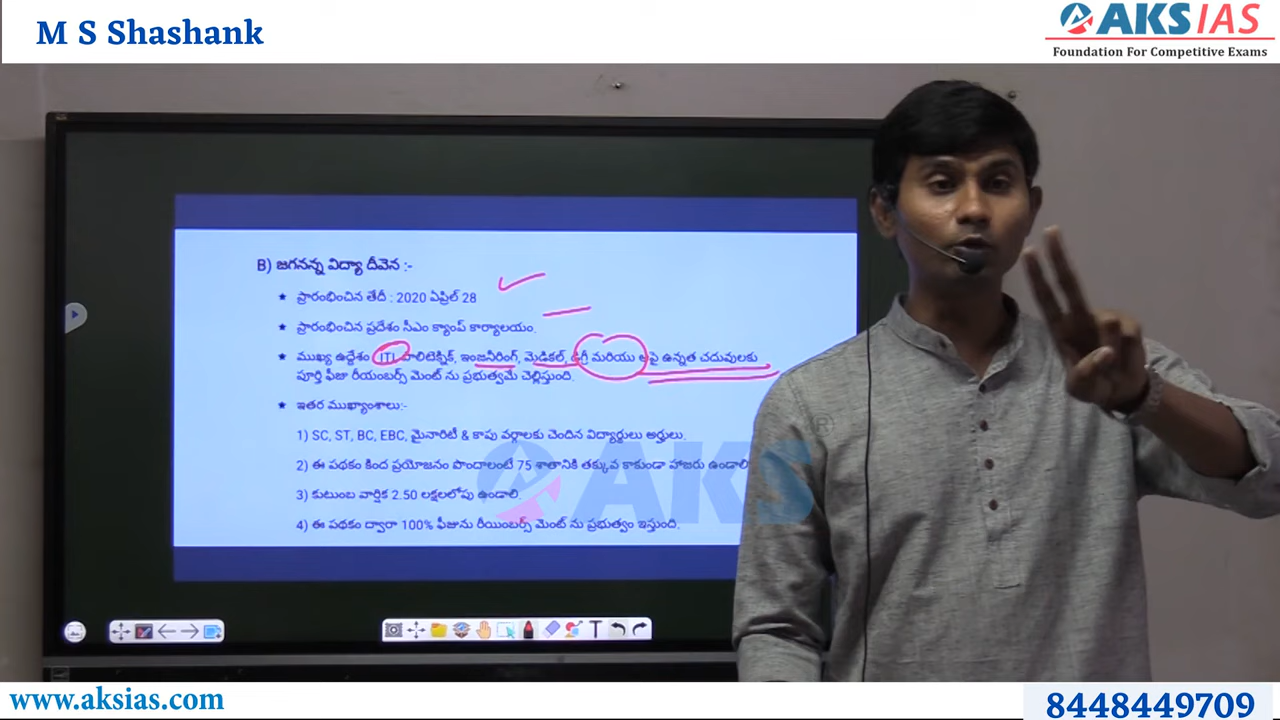 M S Shashank
AKS IAS
Foundation For Competitive Exams
B) జగనన్న విద్యా దీవెన :-
★ ప్రారంభించిన తేదీ : 2020 ఏప్రిల్ 28
★ ప్రారంభించిన ప్రదేశం సీఎం క్యాంప్ కార్యాలయం.
★ ముఖ్య ఉద్దేశం ITI, పాలిటెక్నిక్, ఇంజనీరింగ్, మెడికల్, డిగ్రీ మరియు ఆపై ఉన్నత చదువులకు
పూర్తి ఫీజు రీయంబర్స్ మెంట్ ను ప్రభుత్వమే చెల్లిస్తుంది.
★ ఇతర ముఖ్యాంశాలు:-
1) SC, ST, BC, EBC, మైనారిటీ & కాపు వర్గాలకు చెందిన విద్యార్థులు అర్హులు.
2) ఈ పథకం కింద ప్రయోజనం పొందాలంటే 75 శాతానికి తక్కువ కాకుండా హాజరు ఉండాలి
3) కుటుంబ వార్షిక 2.50 లక్షలలోపు ఉండాలి.
4) ఈ పథకం ద్వారా 100% ఫీజును రీయింబర్స్ మెంట్ ను ప్రభుత్వం ఇస్తుంది.
AKS
www.aksias.com
8448449709